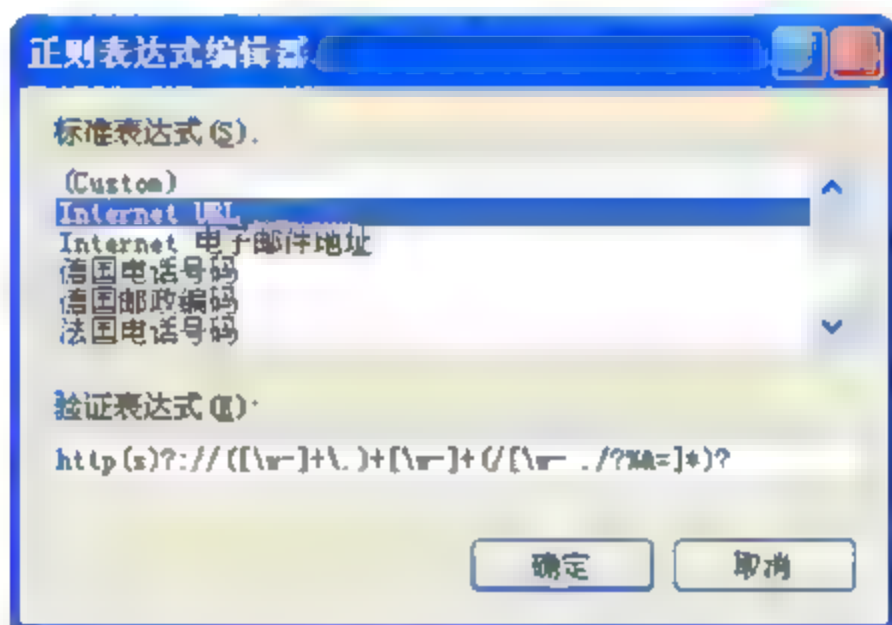 正则表达式编辑器
标准表达式(S):
(Custom)
Internet URL
Internet 电子邮件地址
德国电话号码
德国邮政编码
法国电话号码
验证表达式(E):
http(s)?://([\w-]+\.)+[\w-]+(/[\w- ./?%&=]*)?
确定
取消